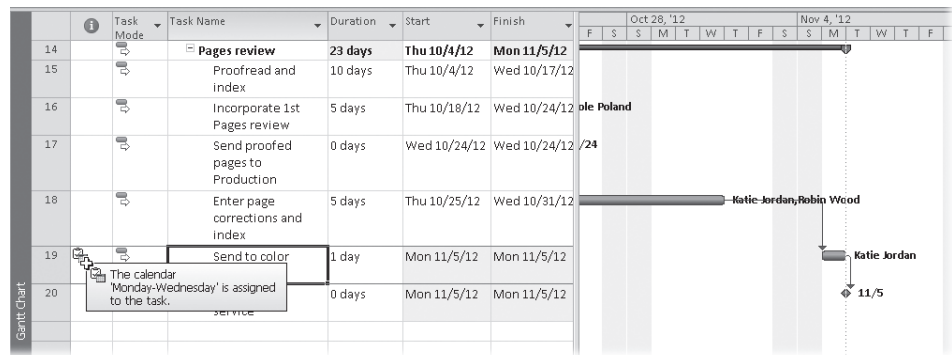 Task Mode Task Name Duration Start Finish Oct 28, '12 Nov 4, '12
F S S M T W T F S S M T W T F
14 Pages review 23 days Thu 10/4/12 Mon 11/5/12
15 Proofread and index 10 days Thu 10/4/12 Wed 10/17/12
16 Incorporate 1st Pages review 5 days Thu 10/18/12 Wed 10/24/12 ole Poland
17 Send proofed pages to Production 0 days Wed 10/24/12 Wed 10/24/12 /24
18 Enter page corrections and index 5 days Thu 10/25/12 Wed 10/31/12 Katie Jordan,Robin Wood
19 Send to color 1 day Mon 11/5/12 Mon 11/5/12 Katie Jordan
The calendar
'Monday-Wednesday' is assigned
to the task.
20 service 0 days Mon 11/5/12 Mon 11/5/12 11/5
Gantt Chart